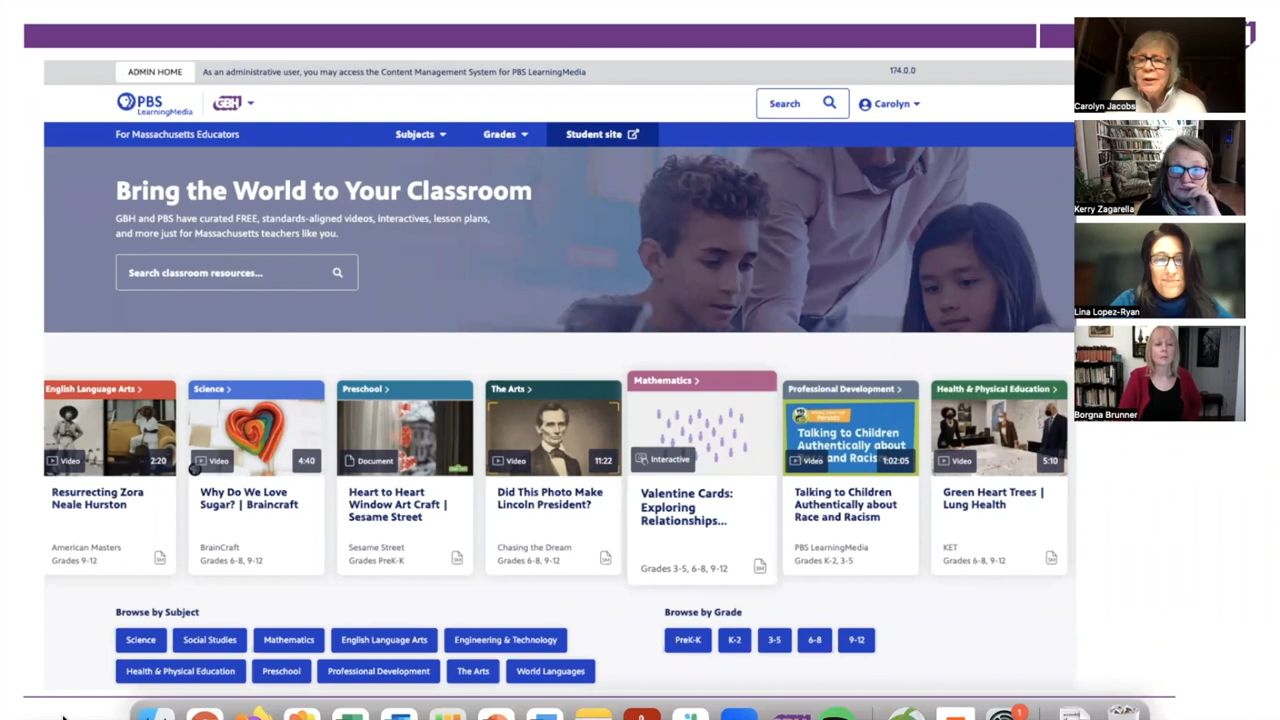 ADMIN HOME
As an administrative user, you may access the Content Management System for PBS LearningMedia
174.0.0
PBS
LearningMedia
GBH
Search
Carolyn
For Massachusetts Educators
Subjects
Grades
Student site
Bring the World to Your Classroom
GBH and PBS have curated FREE, standards-aligned videos, interactives, lesson plans,
and more just for Massachusetts teachers like you.
Search classroom resources...
English Language Arts >
Video
2:20
Resurrecting Zora
Neale Hurston
American Masters
Grades 9-12
Science >
Video
4:40
Why Do We Love
Sugar? | Braincraft
BrainCraft
Grades 6-8, 9-12
Preschool >
Document
Heart to Heart
Window Art Craft |
Sesame Street
Sesame Street
Grades PreK-K
The Arts >
Video
11:22
Did This Photo Make
Lincoln President?
Chasing the Dream
Grades 6-8, 9-12
Mathematics >
Interactive
Valentine Cards:
Exploring
Relationships...
Grades 3-5, 6-8, 9-12
Professional Development >
Talking to Children
Authentically about
Race and Racism
Video
1:02:05
Talking to Children
Authentically about
Race and Racism
PBS LearningMedia
Grades K-2, 3-5
Health & Physical Education >
Video
5:10
Green Heart Trees |
Lung Health
KET
Grades 6-8, 9-12
Browse by Subject
Science
Social Studies
Mathematics
English Language Arts
Engineering & Technology
Health & Physical Education
Preschool
Professional Development
The Arts
World Languages
Browse by Grade
PreK-K
K-2
3-5
6-8
9-12
Carolyn Jacobs
Kerry Zagarella
Lina Lopez-Ryan
Borgna Brunner
1